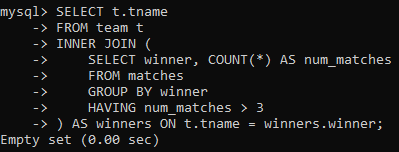 mysql> SELECT t.tname
    -> FROM team t
    -> INNER JOIN (
    ->     SELECT winner, COUNT(*) AS num_matches
    ->     FROM matches
    ->     GROUP BY winner
    ->     HAVING num_matches > 3
    -> ) AS winners ON t.tname = winners.winner;
Empty set (0.00 sec)